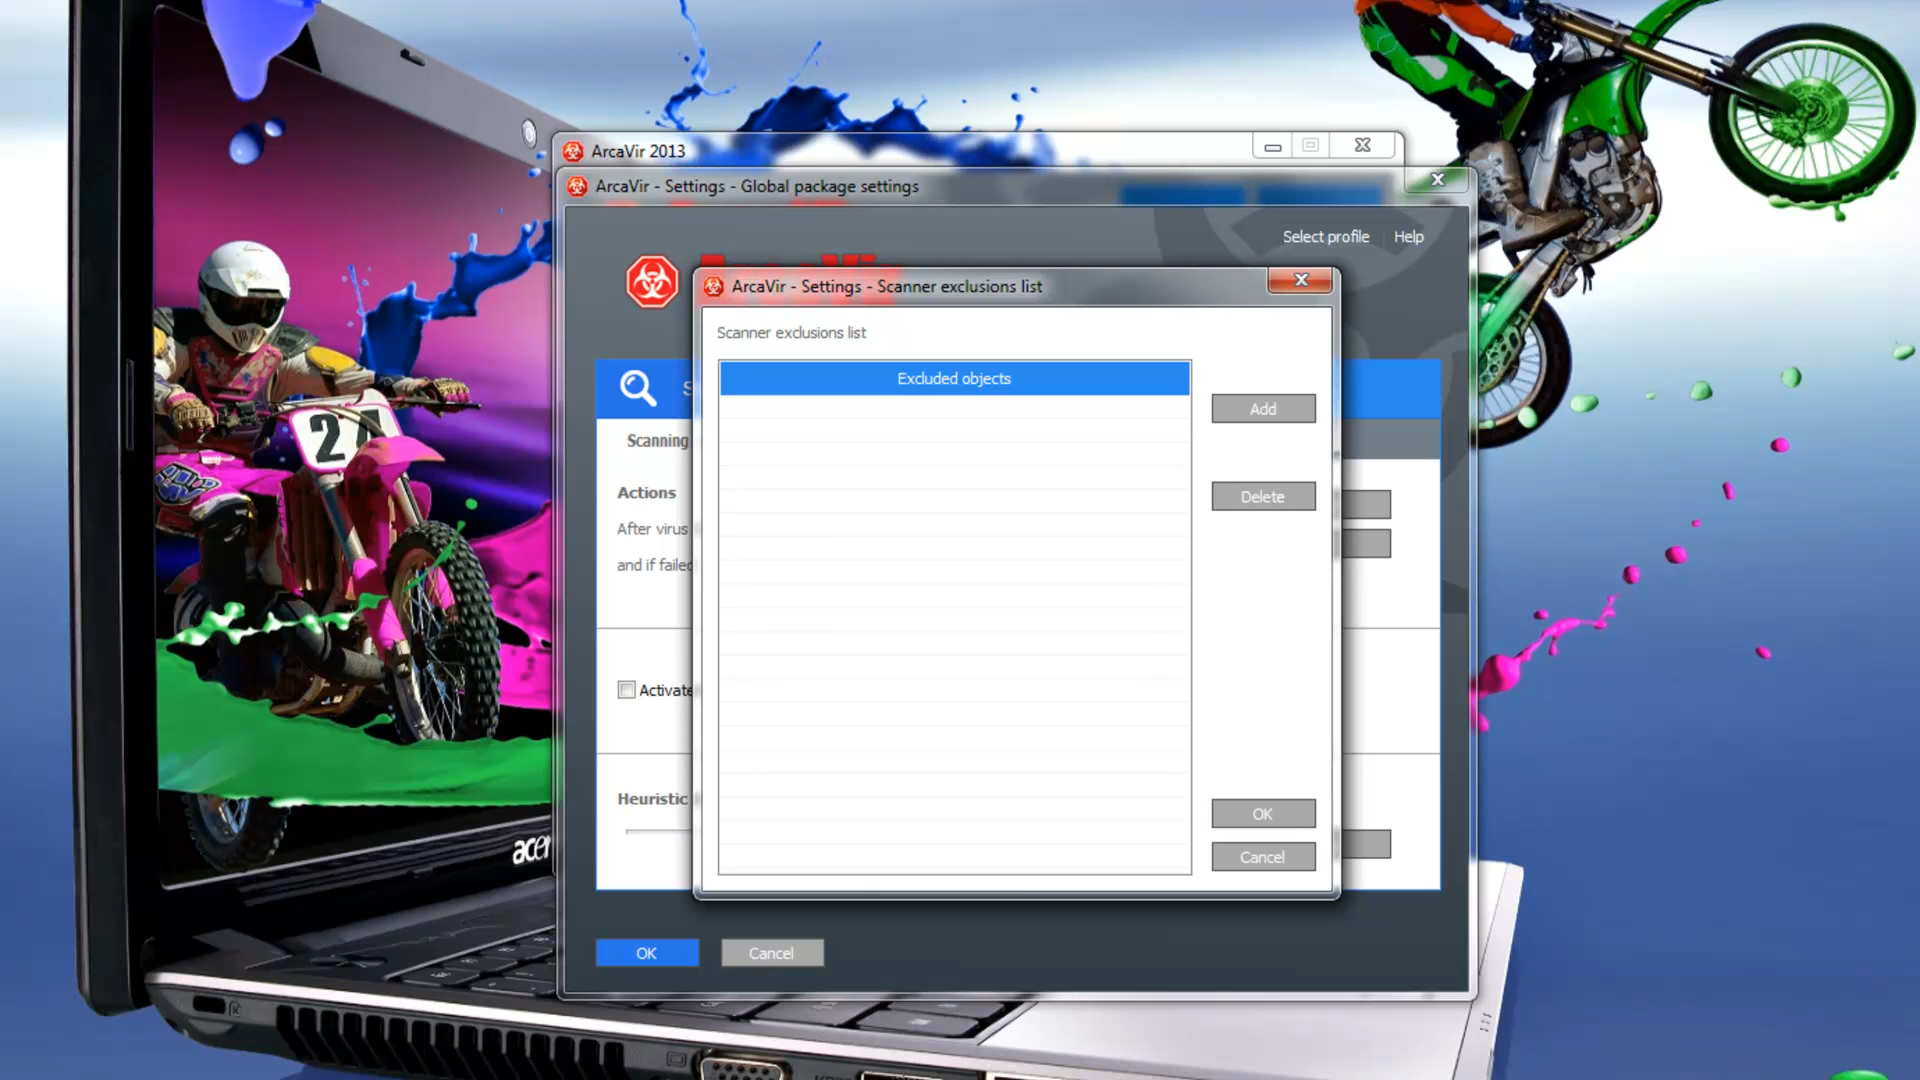 ArcaVir 2013
ArcaVir - Settings - Global package settings
Select profile
Help
ArcaVir - Settings - Scanner exclusions list
Scanner exclusions list
Excluded objects
Add
Delete
Scanning
Actions
After virus
and if failed
Activate
Heuristic
OK
Cancel
OK
Cancel
24
acer